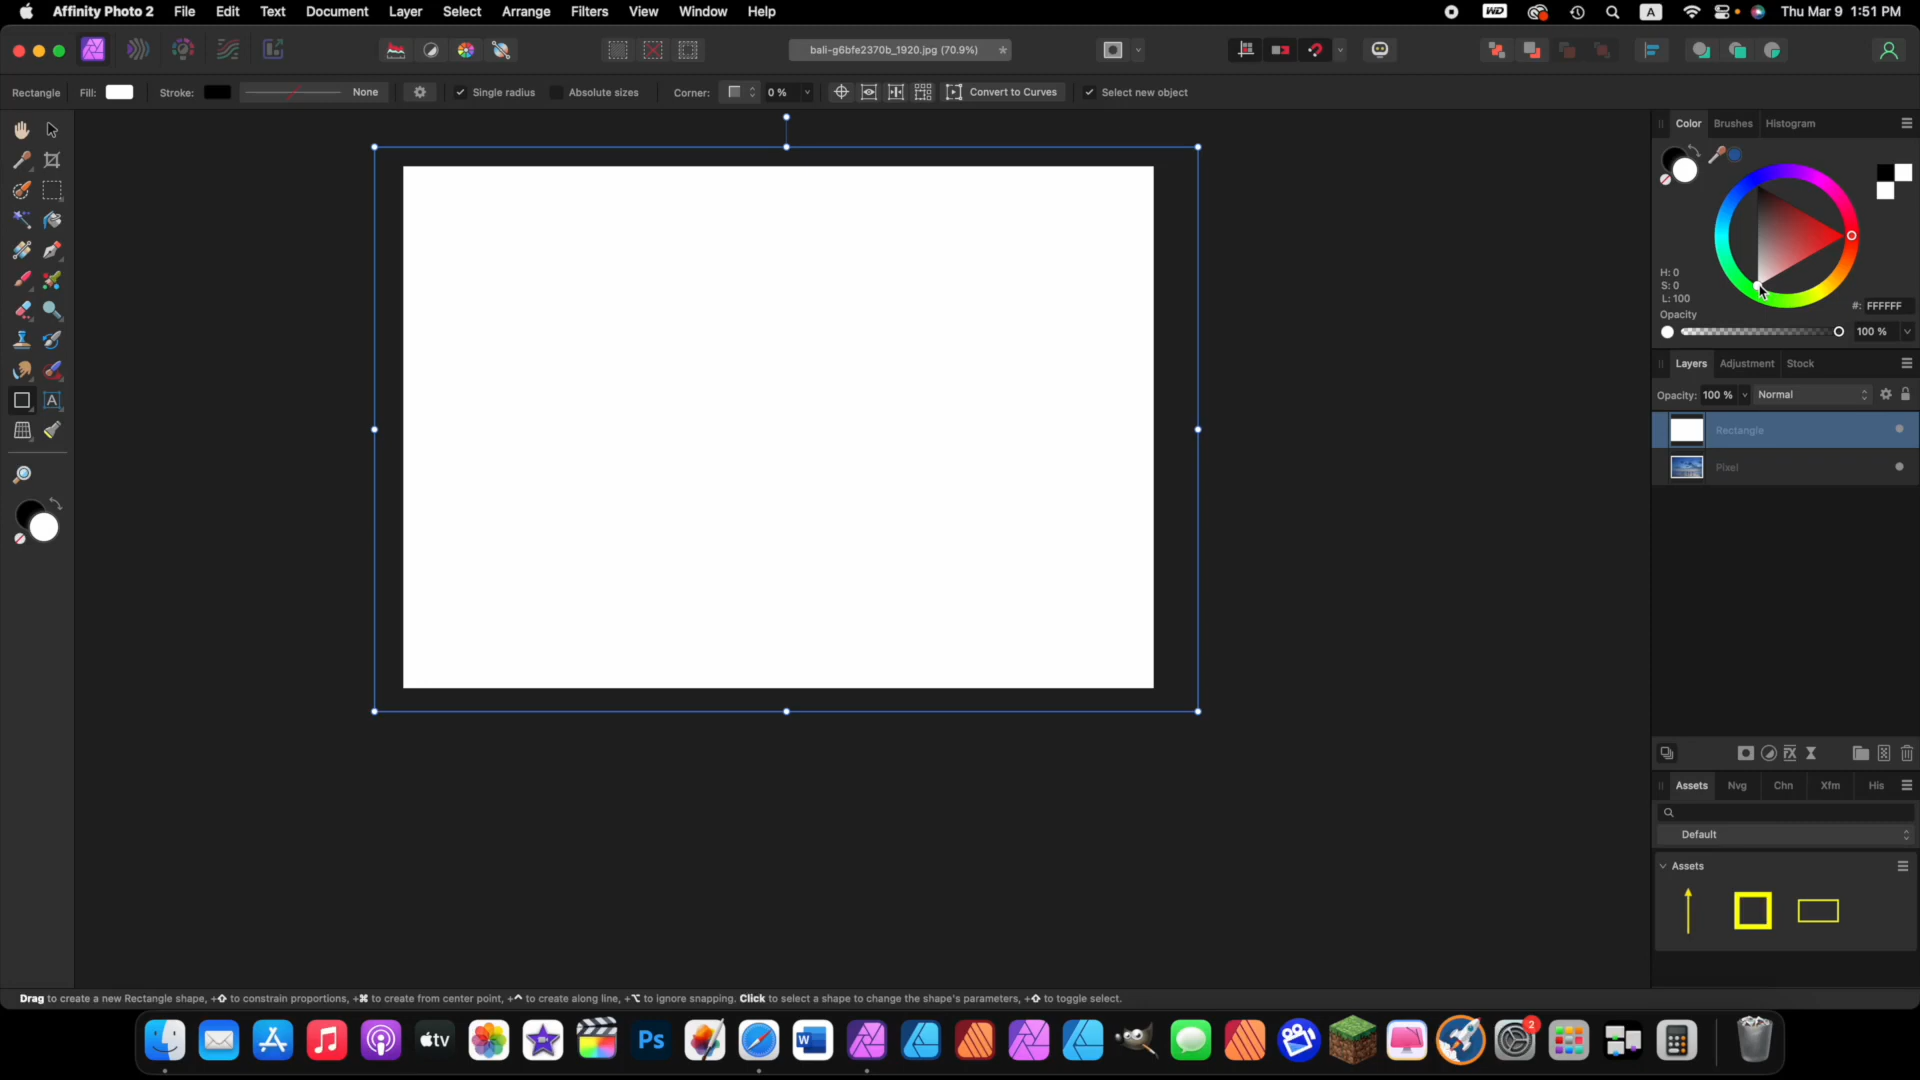 Affinity Photo 2 File Edit Text Document Layer Select Arrange Filters View Window Help WD A Thu Mar 9 1:51 PM
bali-g6bfe2370b_1920.jpg (70.9%)
Rectangle Fill: Stroke: None Single radius Absolute sizes Corner: 0 % Convert to Curves Select new object
Color Brushes Histogram
H: 0
S: 0
L: 100
#: FFFFFF
Opacity
100 %
Layers Adjustment Stock
Opacity: 100 % Normal
Rectangle
Pixel
Assets Nvg Chn Xfm His
Default
Assets
Drag to create a new Rectangle shape, +⇧ to constrain proportions, +⌘ to create from center point, +⌃ to create along line, +⌥ to ignore snapping. Click to select a shape to change the shape's parameters, +⇧ to toggle select.
tv Ps W 2